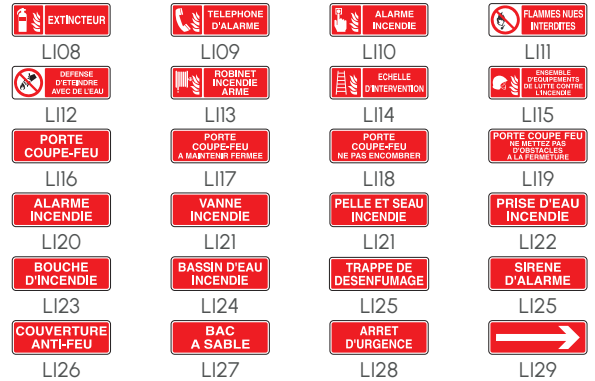 EXTINCTEUR
LI08
TELEPHONE
D'ALARME
LI09
ALARME
INCENDIE
LI10
FLAMMES NUES
INTERDITES
LI11
DEFENSE
D'ETEINDRE
AVEC DE L'EAU
LI12
ROBINET
INCENDIE
ARME
LI13
ECHELLE
D'INTERVENTION
LI14
ENSEMBLE
D'EQUIPEMENTS
DE LUTTE CONTRE
L'INCENDIE
LI15
PORTE
COUPE-FEU
LI16
PORTE
COUPE-FEU
A MAINTENIR FERMEE
LI17
PORTE
COUPE-FEU
NE PAS ENCOMBRER
LI18
PORTE COUPE FEU
NE METTEZ PAS
D'OBSTACLES
A LA FERMETURE
LI19
ALARME
INCENDIE
LI20
VANNE
INCENDIE
LI21
PELLE ET SEAU
INCENDIE
LI21
PRISE D'EAU
INCENDIE
LI22
BOUCHE
D'INCENDIE
LI23
BASSIN D'EAU
INCENDIE
LI24
TRAPPE DE
DESENFUMAGE
LI25
SIRENE
D'ALARME
LI25
COUVERTURE
ANTI-FEU
LI26
BAC
A SABLE
LI27
ARRET
D'URGENCE
LI28
LI29